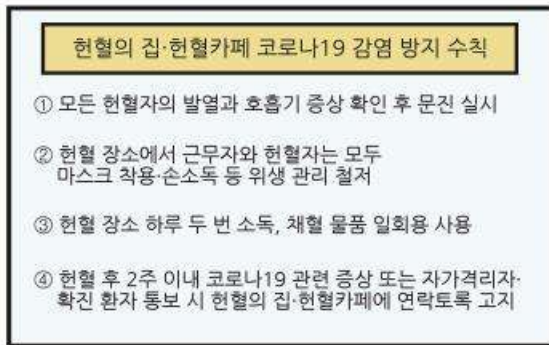 헌혈의 집·헌혈카페 코로나19 감염 방지 수칙
① 모든 헌혈자의 발열과 호흡기 증상 확인 후 문진 실시
② 헌혈 장소에서 근무자와 헌혈자는 모두
마스크 착용·손소독 등 위생 관리 철저
③ 헌혈 장소 하루 두 번 소독, 채혈 물품 일회용 사용
④ 헌혈 후 2주 이내 코로나19 관련 증상 또는 자가격리자·
확진 환자 통보 시 헌혈의 집·헌혈카페에 연락토록 고지